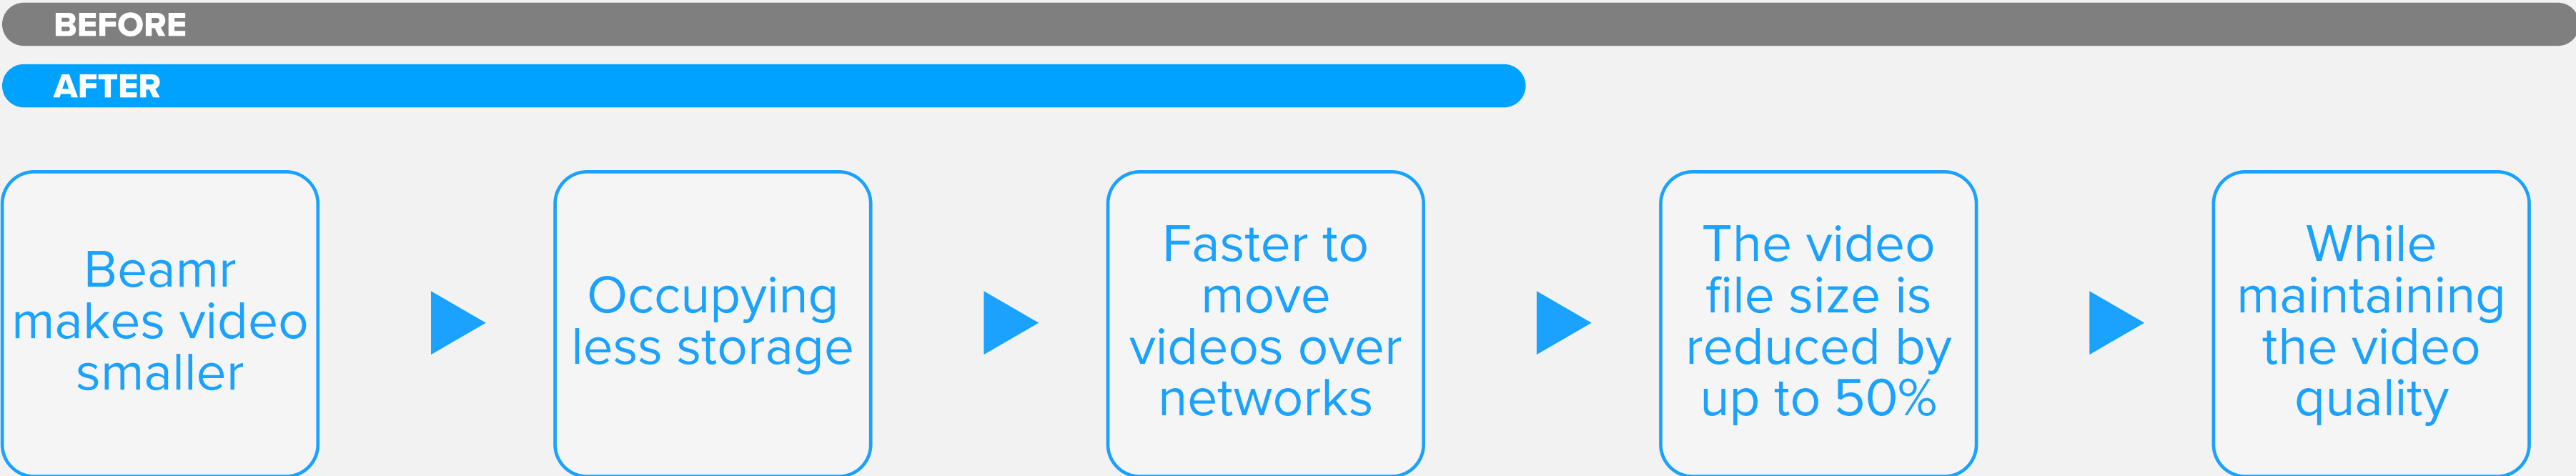 BEFORE
AFTER
Beamr
makes video
smaller
Occupying
less storage
Faster to
move
videos over
networks
The video
file size is
reduced by
up to 50%
While
maintaining
the video
quality